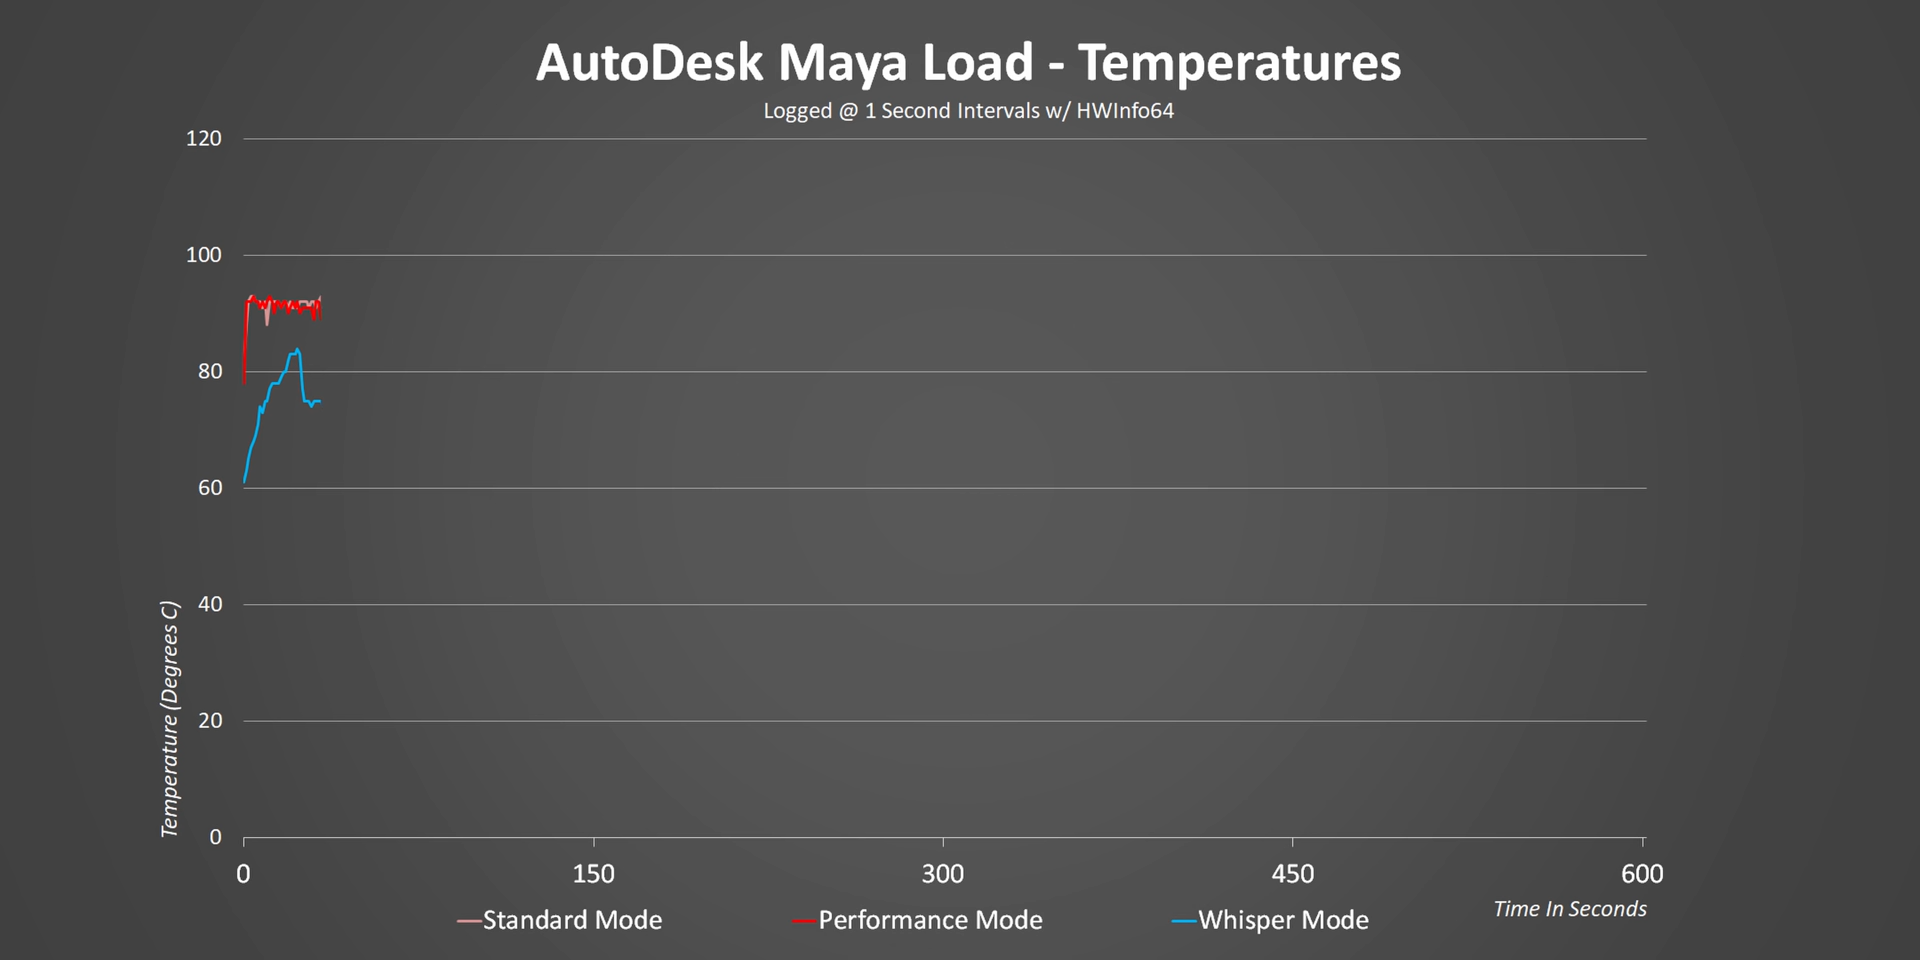 AutoDesk Maya Load - Temperatures
Logged @ 1 Second Intervals w/ HWInfo64
120
100
80
60
40
20
0
Temperature (Degrees C)
0 150 300 450 600
Time In Seconds
Standard Mode Performance Mode Whisper Mode